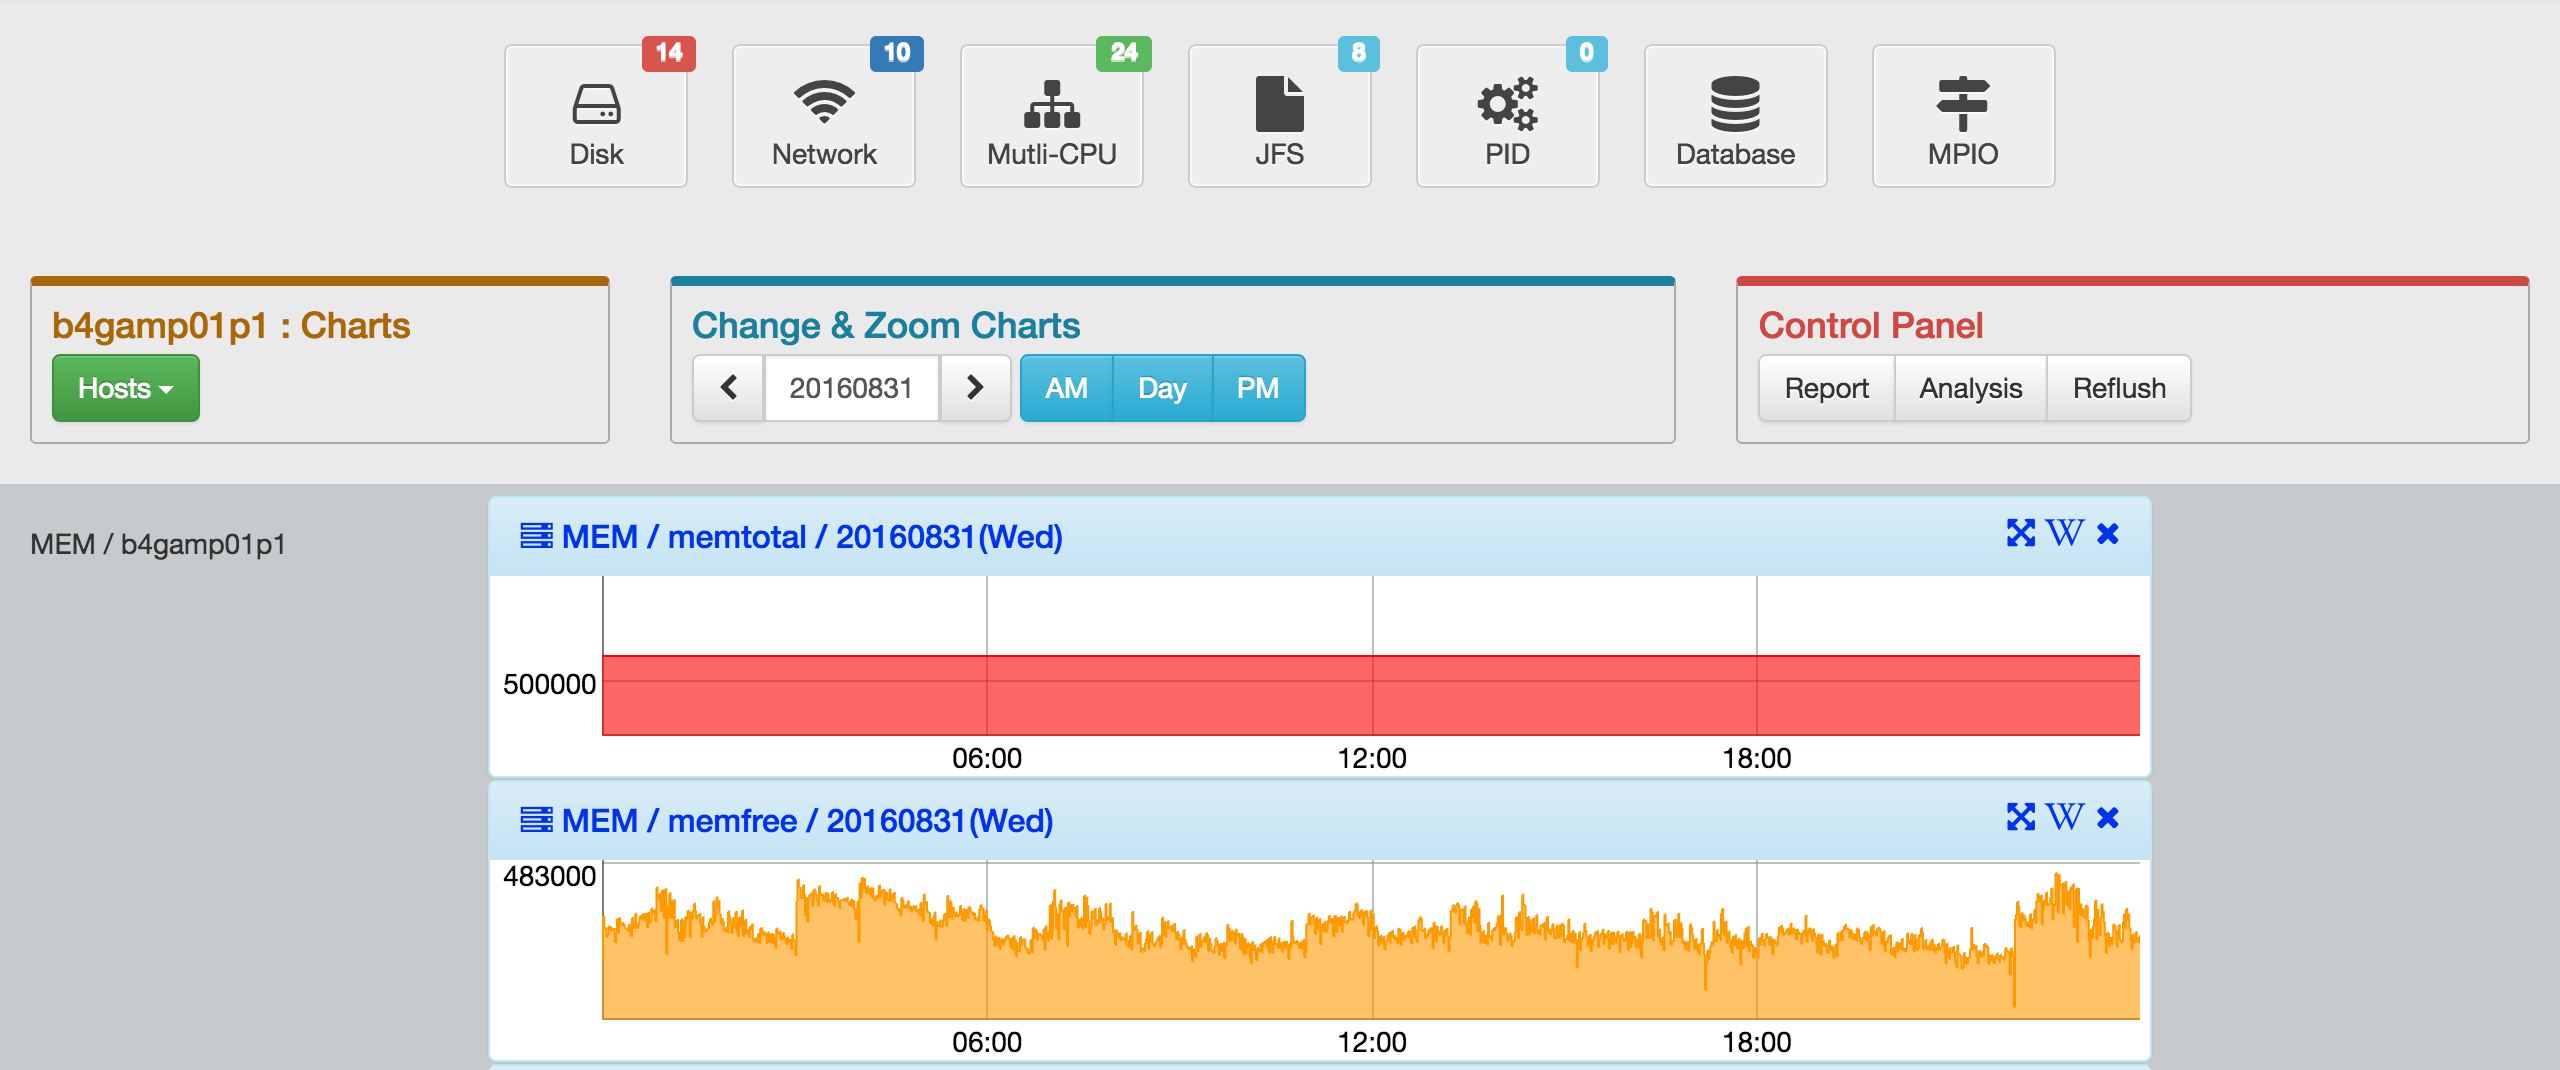 14 10 24 8 0
Disk Network Mutli-CPU JFS PID Database MPIO
b4gamp01p1 : Charts
Hosts
Change & Zoom Charts
20160831 AM Day PM
Control Panel
Report Analysis Reflush
MEM / b4gamp01p1
MEM / memtotal / 20160831(Wed)
W
500000
06:00 12:00 18:00
MEM / memfree / 20160831(Wed)
W
483000
06:00 12:00 18:00